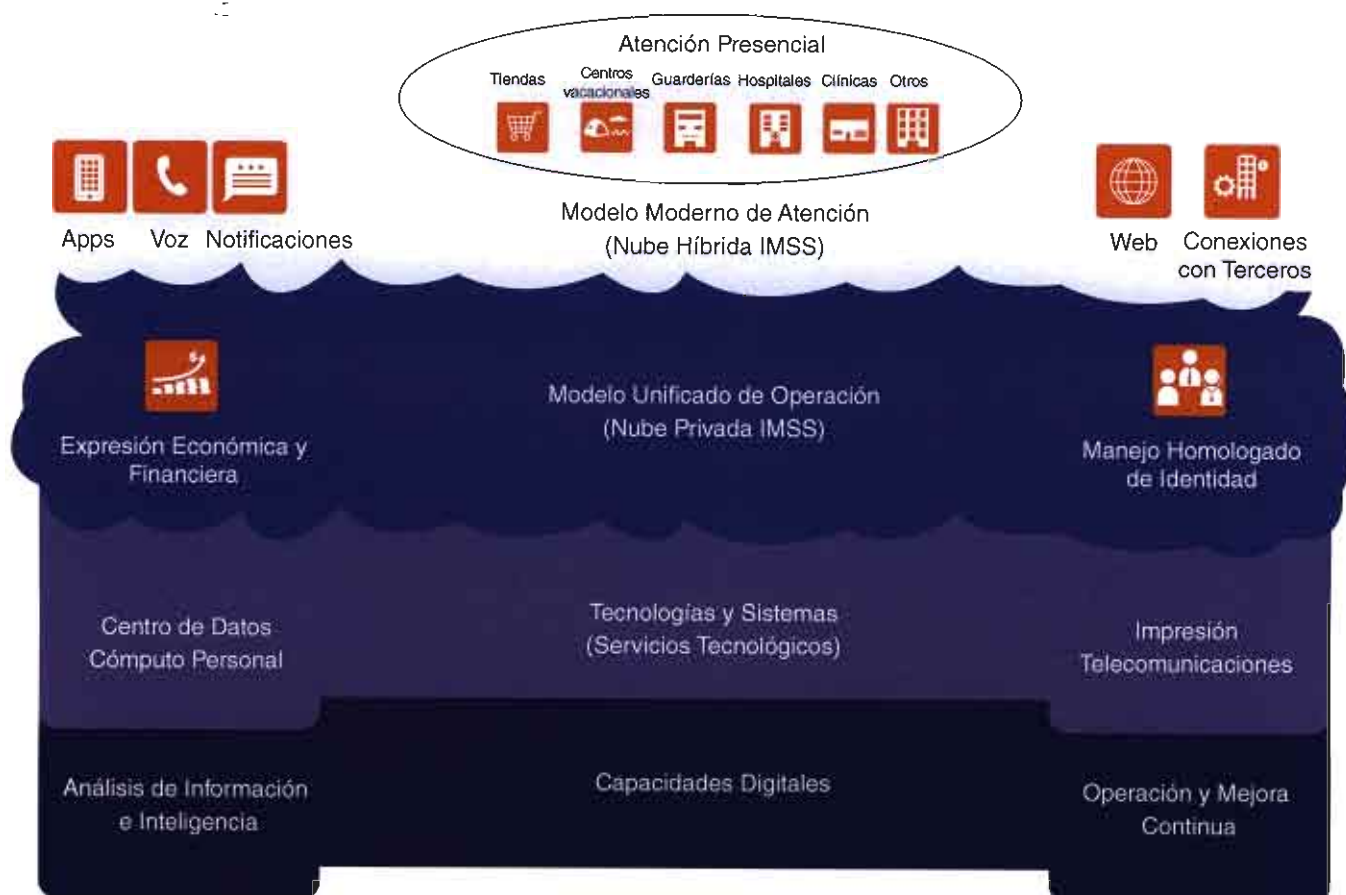 Atención Presencial
Tiendas
Centros
vacacionales
Guarderías
Hospitales
Clínicas
Otros
Apps
Voz
Notificaciones
Modelo Moderno de Atención
(Nube Híbrida IMSS)
Web
Conexiones
con Terceros
Expresión Económica y
Financiera
Modelo Unificado de Operación
(Nube Privada IMSS)
Manejo Homologado
de Identidad
Centro de Datos
Cómputo Personal
Tecnologías y Sistemas
(Servicios Tecnológicos)
Impresión
Telecomunicaciones
Análisis de Información
e Inteligencia
Capacidades Digitales
Operación y Mejora
Continua